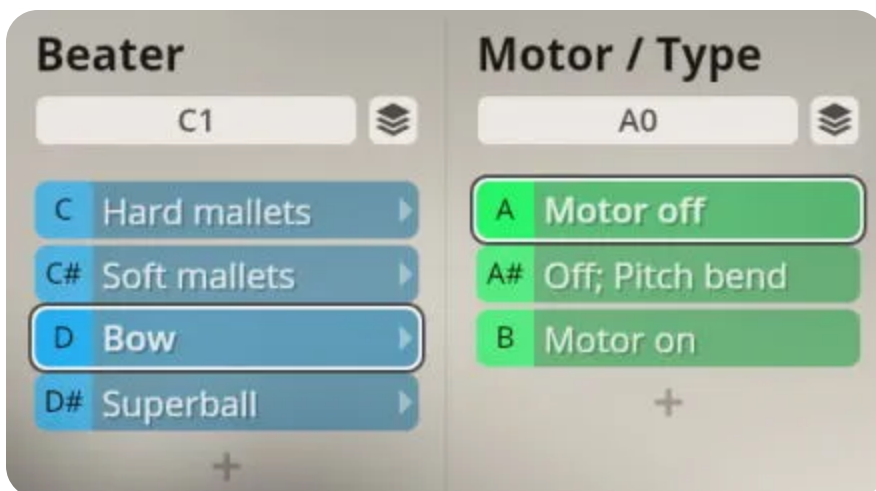 Beater
C1
C Hard mallets
C# Soft mallets
D Bow
D# Superball
+
Motor / Type
A0
A Motor off
A# Off; Pitch bend
B Motor on
+